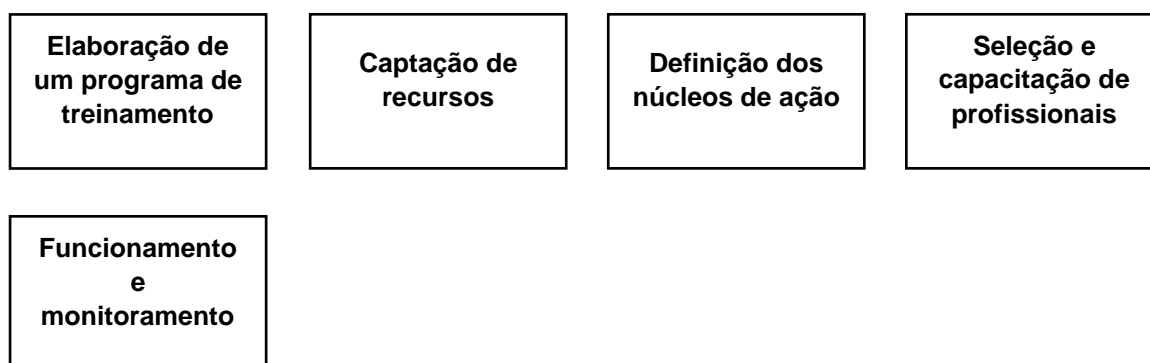 Elaboração de
um programa de
treinamento
Captação de
recursos
Definição dos
núcleos de ação
Seleção e
capacitação de
profissionais
Funcionamento
e
monitoramento